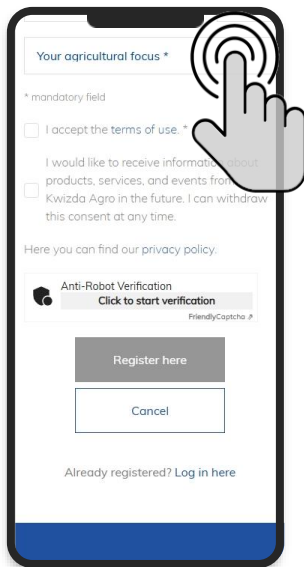 Your agricultural focus *
* mandatory field
I accept the terms of use. *
I would like to receive information about
products, services, and events from
Kwizda Agro in the future. I can withdraw
this consent at any time.
Here you can find our privacy policy.
Anti-Robot Verification
Click to start verification
FriendlyCaptcha ⇗
Register here
Cancel
Already registered? Log in here